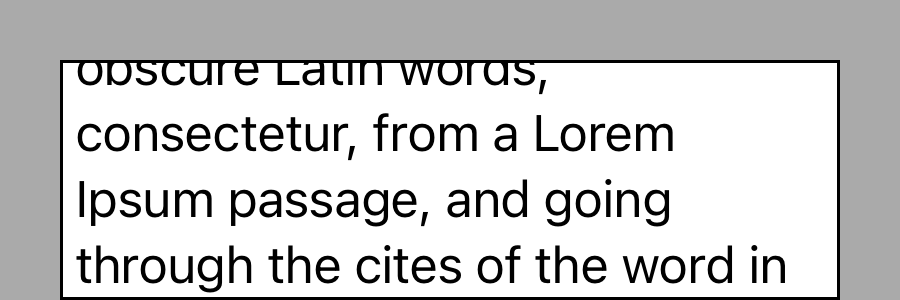 obscure Latin words,
consectetur, from a Lorem
Ipsum passage, and going
through the cites of the word in